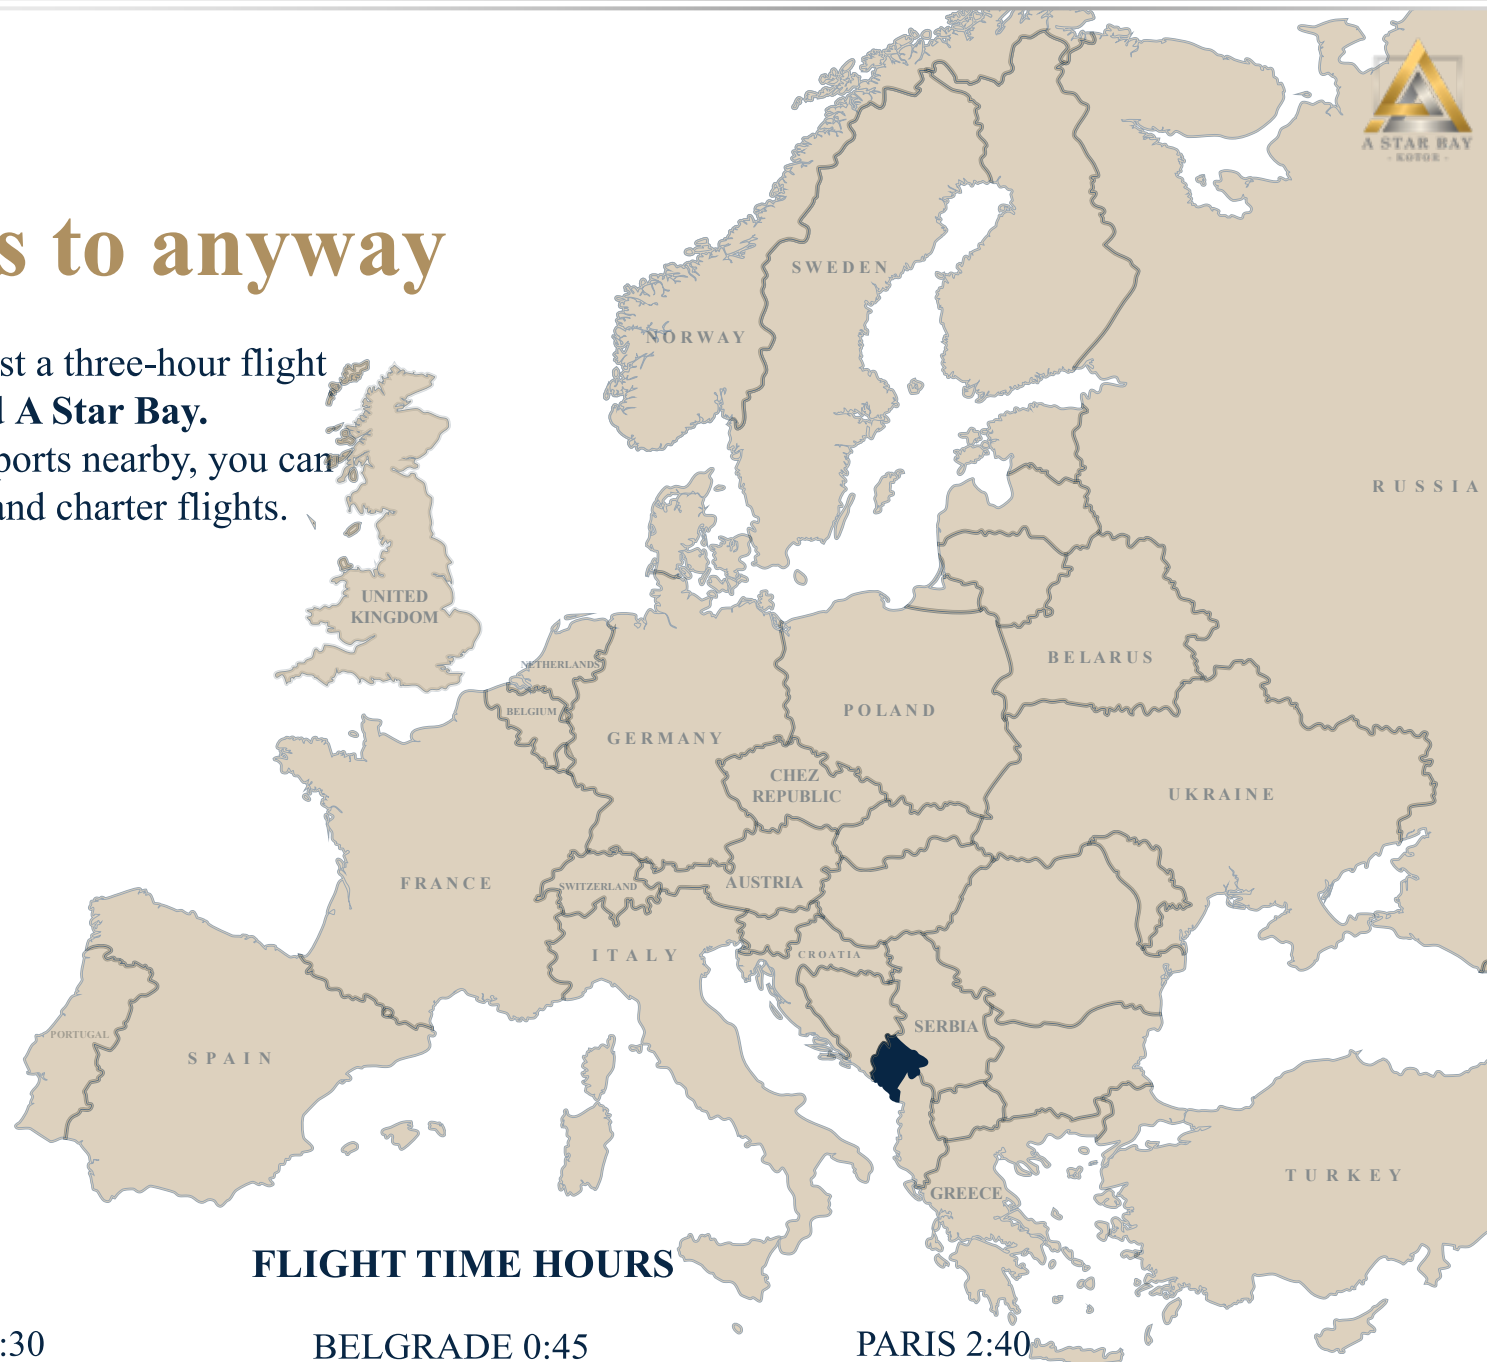 A STAR BAY
- KOTOR -
s to anyway
st a three-hour flight
A Star Bay.
ports nearby, you can
and charter flights.
SWEDEN
NORWAY
RUSSIA
UNITED
KINGDOM
NETHERLANDS
BELGIUM
BELARUS
POLAND
GERMANY
CHEZ
REPUBLIC
UKRAINE
FRANCE
SWITZERLAND
AUSTRIA
ITALY
CROATIA
SERBIA
PORTUGAL
SPAIN
TURKEY
GREECE
FLIGHT TIME HOURS
:30
BELGRADE 0:45
PARIS 2:40